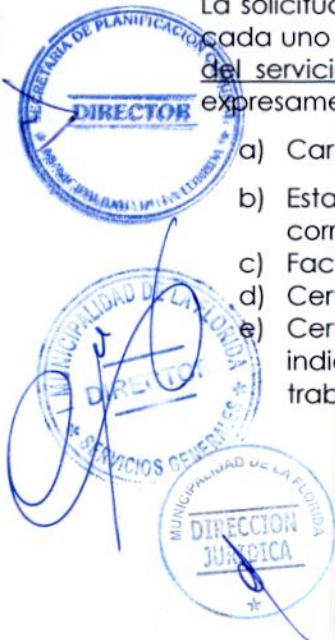 La solicitud
cada uno
del servici
expresame
a) Car
b) Esta
corr
c) Fac
d) Cer
e) Cer
indic
trab
SECRETARIA DE PLANIFICACION
DIRECTOR
I. MUNICIPALIDAD DE LA FLORIDA
DIRECTOR
SERVICIOS GENERALES
MUNICIPALIDAD DE LA FLORIDA
DIRECCION
JURIDICA